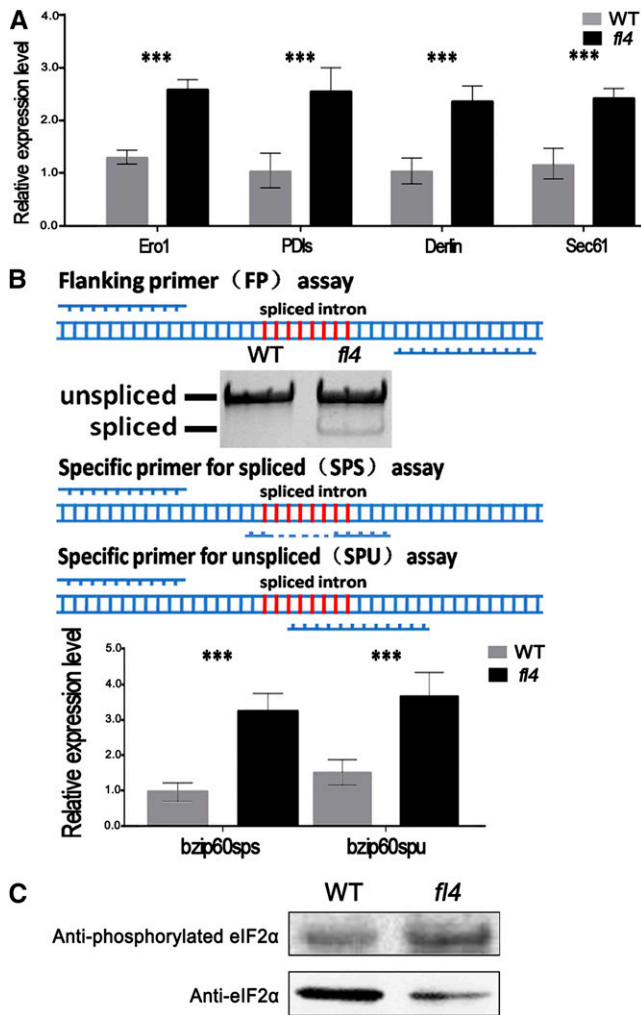 A
WT
fl4
Relative expression level
4.0
3.0
2.0
1.0
0.0
***
***
***
***
Ero1
PDIs
Derlin
Sec61
B
Flanking primer (FP) assay
spliced intron
WT
fl4
unspliced
spliced
Specific primer for spliced (SPS) assay
spliced intron
Specific primer for unspliced (SPU) assay
spliced intron
WT
fl4
Relative expression level
5.0
4.0
3.0
2.0
1.0
0.0
***
***
bzip60sps
bzip60spu
C
WT
fl4
Anti-phosphorylated eIF2α
Anti-eIF2α